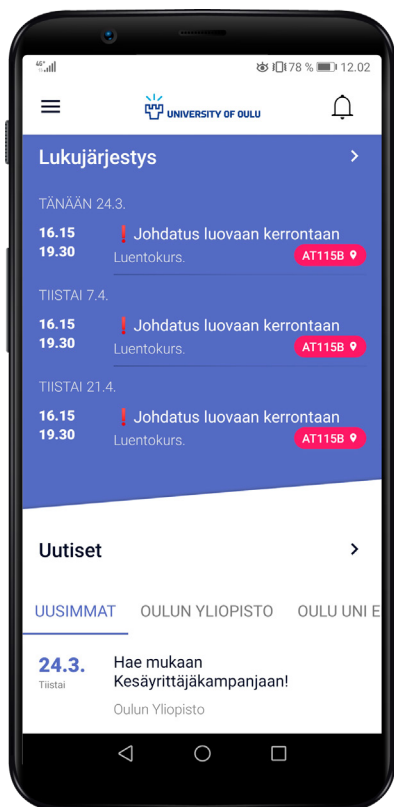 46+
78 % 12.02
UNIVERSITY OF OULU
Lukujärjestys
TÄNÄÄN 24.3.
16.15
19.30
❗ Johdatus luovaan kerrontaan
Luentokurs.
AT115B
TIISTAI 7.4.
16.15
19.30
❗ Johdatus luovaan kerrontaan
Luentokurs.
AT115B
TIISTAI 21.4.
16.15
19.30
❗ Johdatus luovaan kerrontaan
Luentokurs.
AT115B
Uutiset
UUSIMMAT OULUN YLIOPISTO OULU UNI E
24.3.
Tiistai
Hae mukaan
Kesäyrittäjäkampanjaan!
Oulun Yliopisto